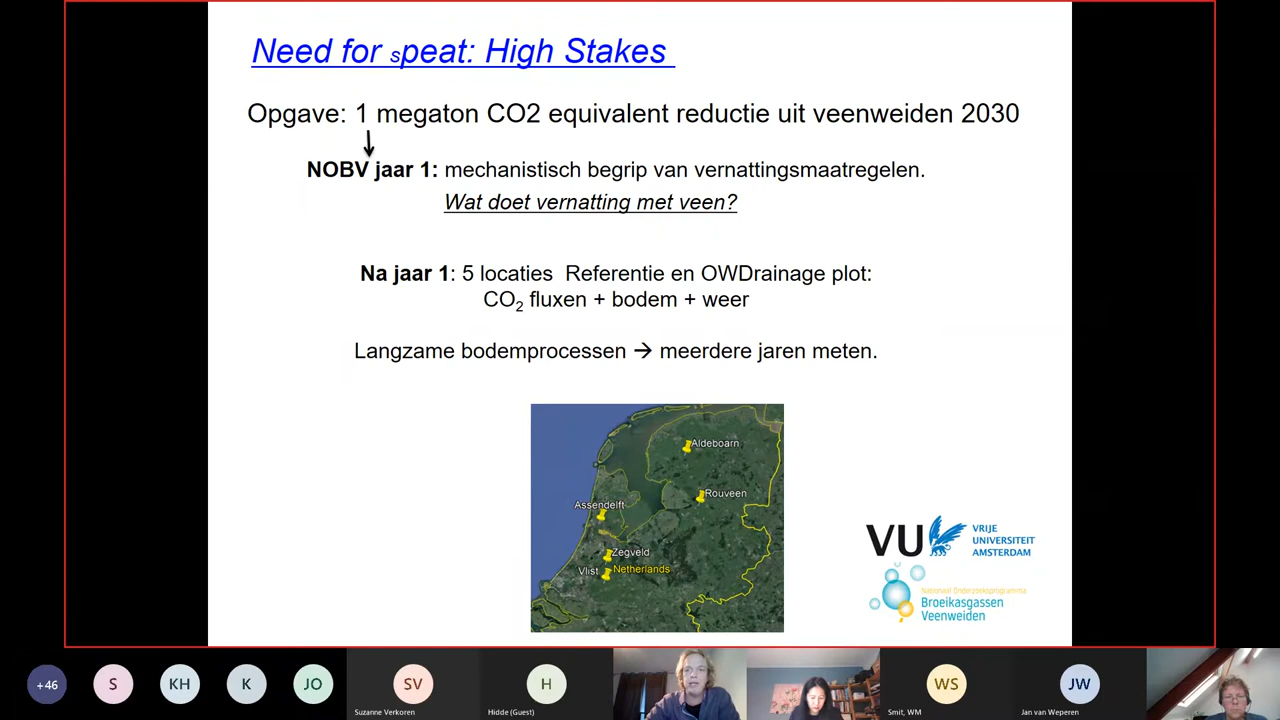 Need for speat: High Stakes
Opgave: 1 megaton CO2 equivalent reductie uit veenweiden 2030
NOBV jaar 1: mechanistisch begrip van vernattingsmaatregelen.
Wat doet vernatting met veen?
Na jaar 1: 5 locaties Referentie en OWDrainage plot:
CO2 fluxen + bodem + weer
Langzame bodemprocessen → meerdere jaren meten.
Aldeboarn
Rouveen
Assendelft
Zegveld
Vlist
Netherlands
VU
VRIJE
UNIVERSITEIT
AMSTERDAM
Nationaal Onderzoeksprogramma
Broeikasgassen
Veenweiden
+46
S
KH
K
JO
SV
Suzanne Verkoren
H
Hidde (Guest)
WS
Smit, WM
JW
Jan van Weperen